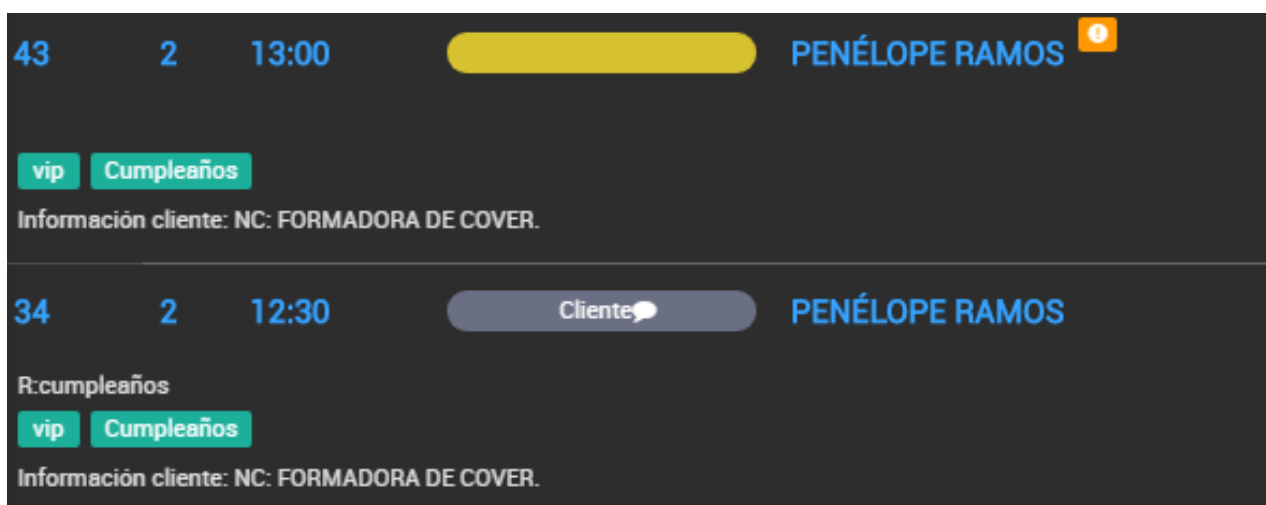 43 2 13:00 PENÉLOPE RAMOS
vip Cumpleaños
Información cliente: NC: FORMADORA DE COVER.
34 2 12:30 Cliente PENÉLOPE RAMOS
R:cumpleaños
vip Cumpleaños
Información cliente: NC: FORMADORA DE COVER.